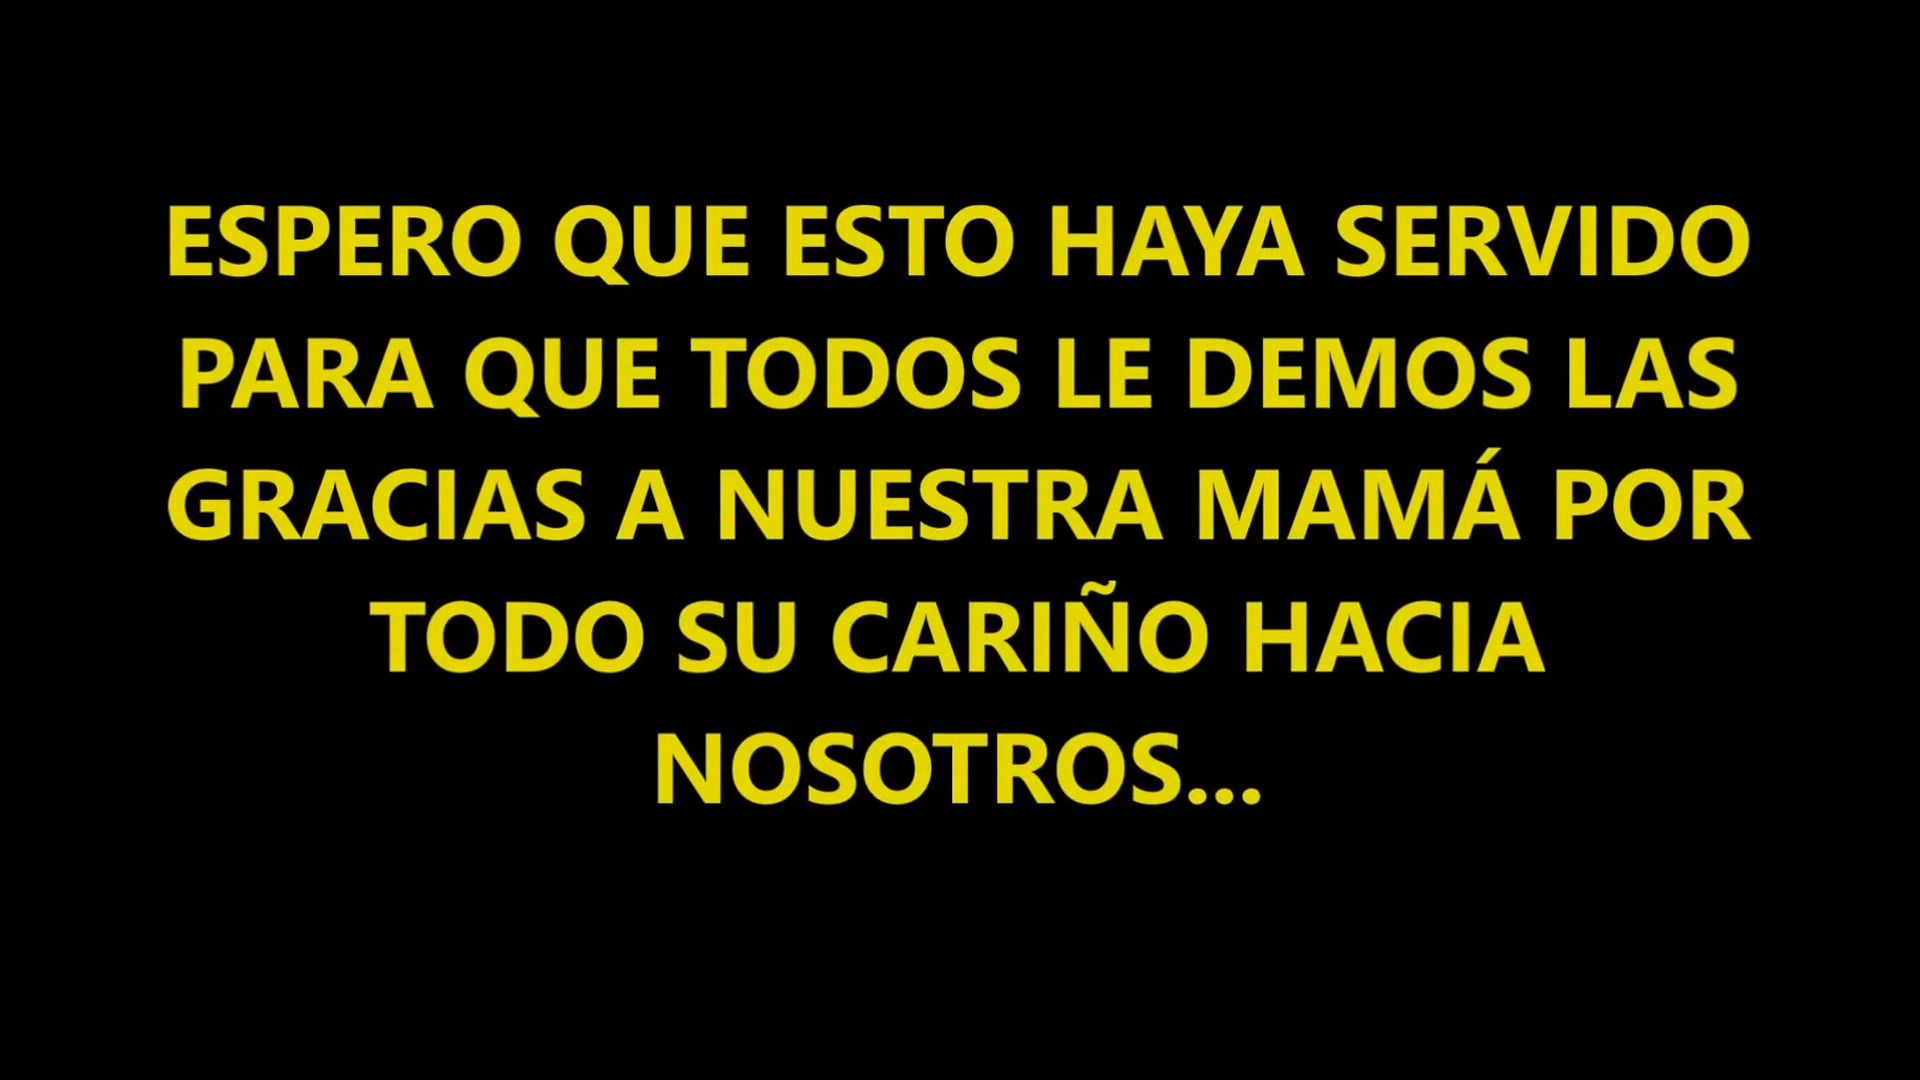 ESPERO QUE ESTO HAYA SERVIDO
PARA QUE TODOS LE DEMOS LAS
GRACIAS A NUESTRA MAMÁ POR
TODO SU CARIÑO HACIA
NOSOTROS...